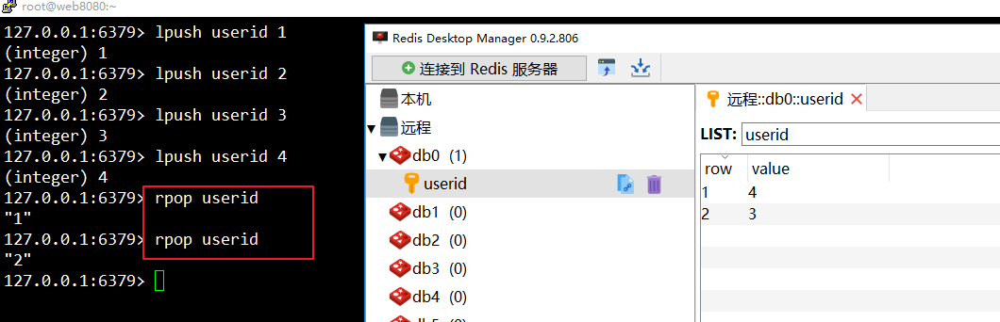 root@web8080:~
127.0.0.1:6379> lpush userid 1
(integer) 1
127.0.0.1:6379> lpush userid 2
(integer) 2
127.0.0.1:6379> lpush userid 3
(integer) 3
127.0.0.1:6379> lpush userid 4
(integer) 4
127.0.0.1:6379> rpop userid
"1"
127.0.0.1:6379> rpop userid
"2"
127.0.0.1:6379>
Redis Desktop Manager 0.9.2.806
连接到 Redis 服务器
本机
远程
db0 (1)
userid
db1 (0)
db2 (0)
db3 (0)
db4 (0)
远程::db0::userid
LIST: userid
row value
1 4
2 3